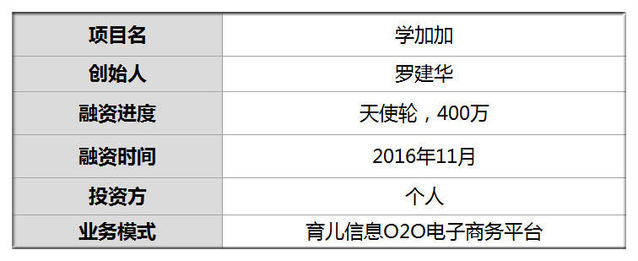 项目名 学加加
创始人 罗建华
融资进度 天使轮，400万
融资时间 2016年11月
投资方 个人
业务模式 育儿信息O2O电子商务平台